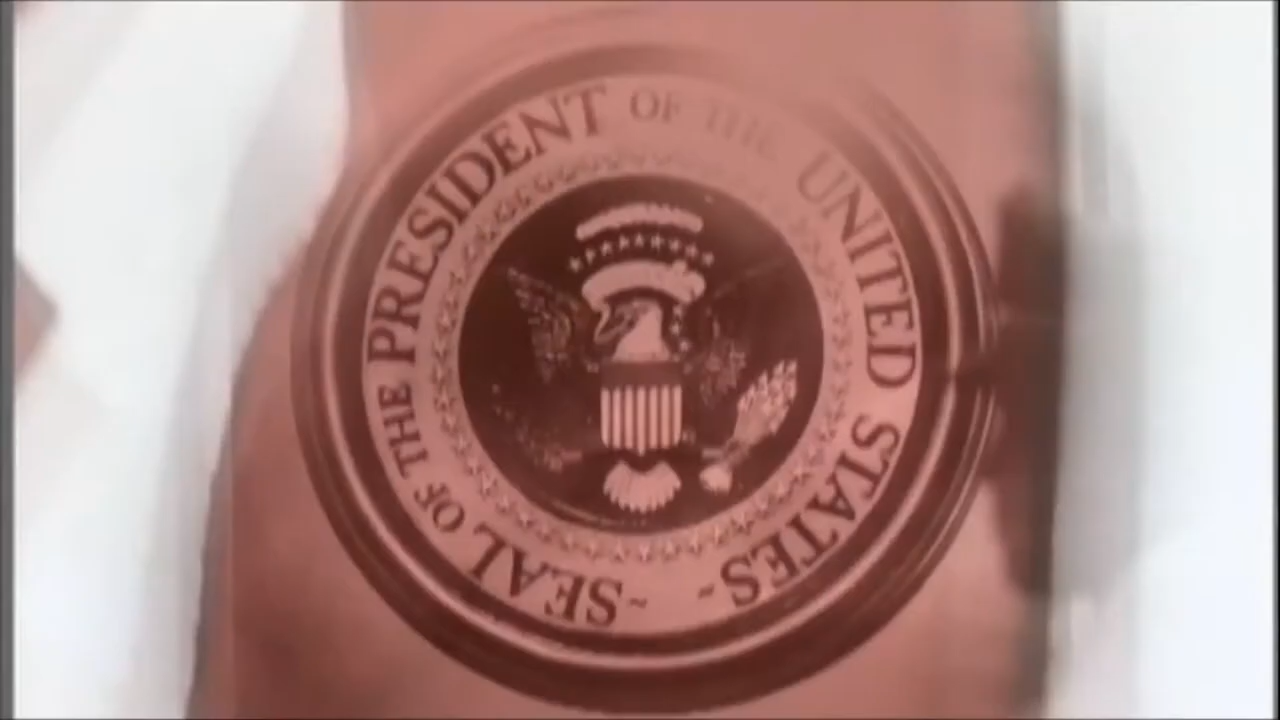 SEAL OF THE PRESIDENT OF THE UNITED STATES